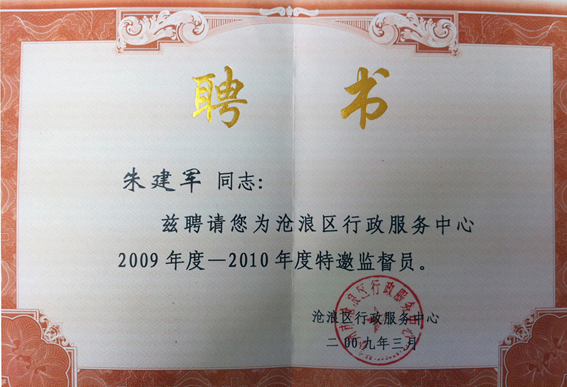 聘书
朱建军 同志：
兹聘请您为沧浪区行政服务中心
2009年度—2010年度特邀监督员。
沧浪区行政服务中心
二00九年三月